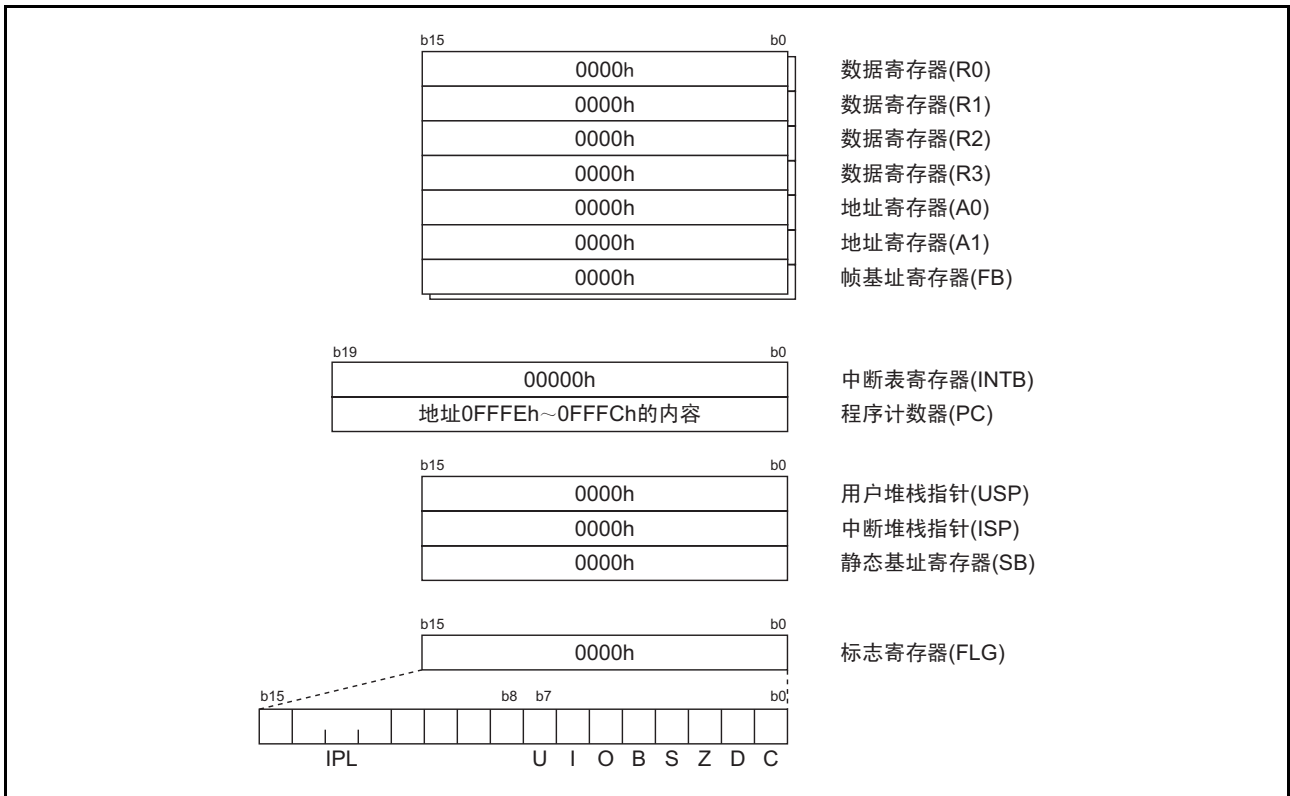 b15 b0
0000h 数据寄存器(R0)
0000h 数据寄存器(R1)
0000h 数据寄存器(R2)
0000h 数据寄存器(R3)
0000h 地址寄存器(A0)
0000h 地址寄存器(A1)
0000h 帧基址寄存器(FB)
b19 b0
00000h 中断表寄存器(INTB)
地址0FFFEh～0FFFCh的内容 程序计数器(PC)
b15 b0
0000h 用户堆栈指针(USP)
0000h 中断堆栈指针(ISP)
0000h 静态基址寄存器(SB)
b15 b0
0000h 标志寄存器(FLG)
b15 b8 b7 b0
IPL U I O B S Z D C